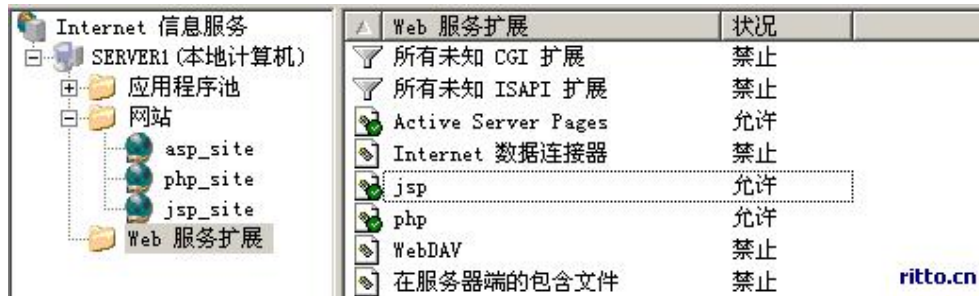 Internet 信息服务
SERVER1(本地计算机)
应用程序池
网站
asp_site
php_site
jsp_site
Web 服务扩展
Web 服务扩展 状况
所有未知 CGI 扩展 禁止
所有未知 ISAPI 扩展 禁止
Active Server Pages 允许
Internet 数据连接器 禁止
jsp 允许
php 允许
WebDAV 禁止
在服务器端的包含文件 禁止
ritto.cn